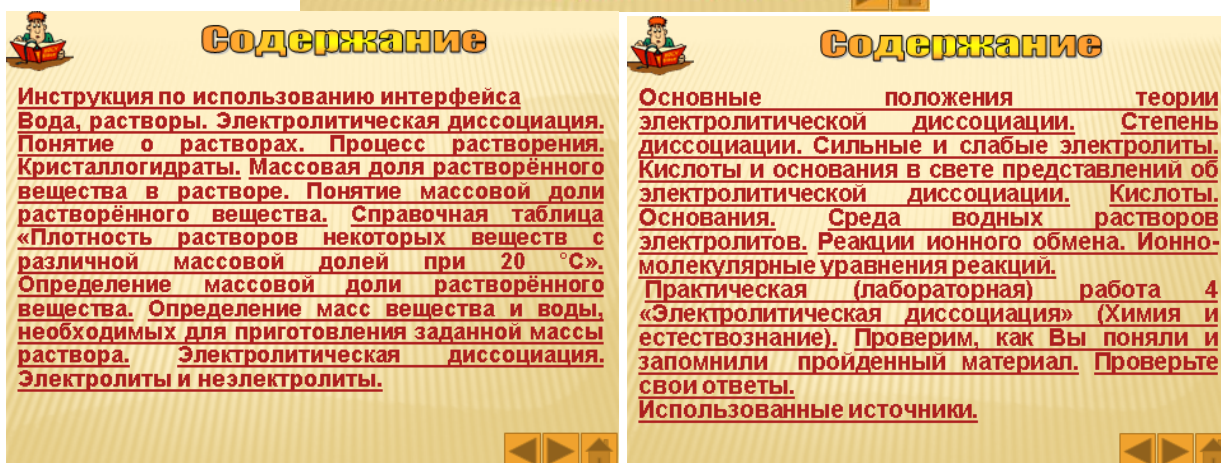 Содержание
Инструкция по использованию интерфейса
Вода, растворы. Электролитическая диссоциация.
Понятие о растворах. Процесс растворения.
Кристаллогидраты. Массовая доля растворённого
вещества в растворе. Понятие массовой доли
растворённого вещества. Справочная таблица
«Плотность растворов некоторых веществ с
различной массовой долей при 20 °С».
Определение массовой доли растворённого
вещества. Определение масс вещества и воды,
необходимых для приготовления заданной массы
раствора. Электролитическая диссоциация.
Электролиты и неэлектролиты.
Содержание
Основные положения теории
электролитической диссоциации. Степень
диссоциации. Сильные и слабые электролиты.
Кислоты и основания в свете представлений об
электролитической диссоциации. Кислоты.
Основания. Среда водных растворов
электролитов. Реакции ионного обмена. Ионно-
молекулярные уравнения реакций.
Практическая (лабораторная) работа 4
«Электролитическая диссоциация» (Химия и
естествознание). Проверим, как Вы поняли и
запомнили пройденный материал. Проверьте
свои ответы.
Использованные источники.